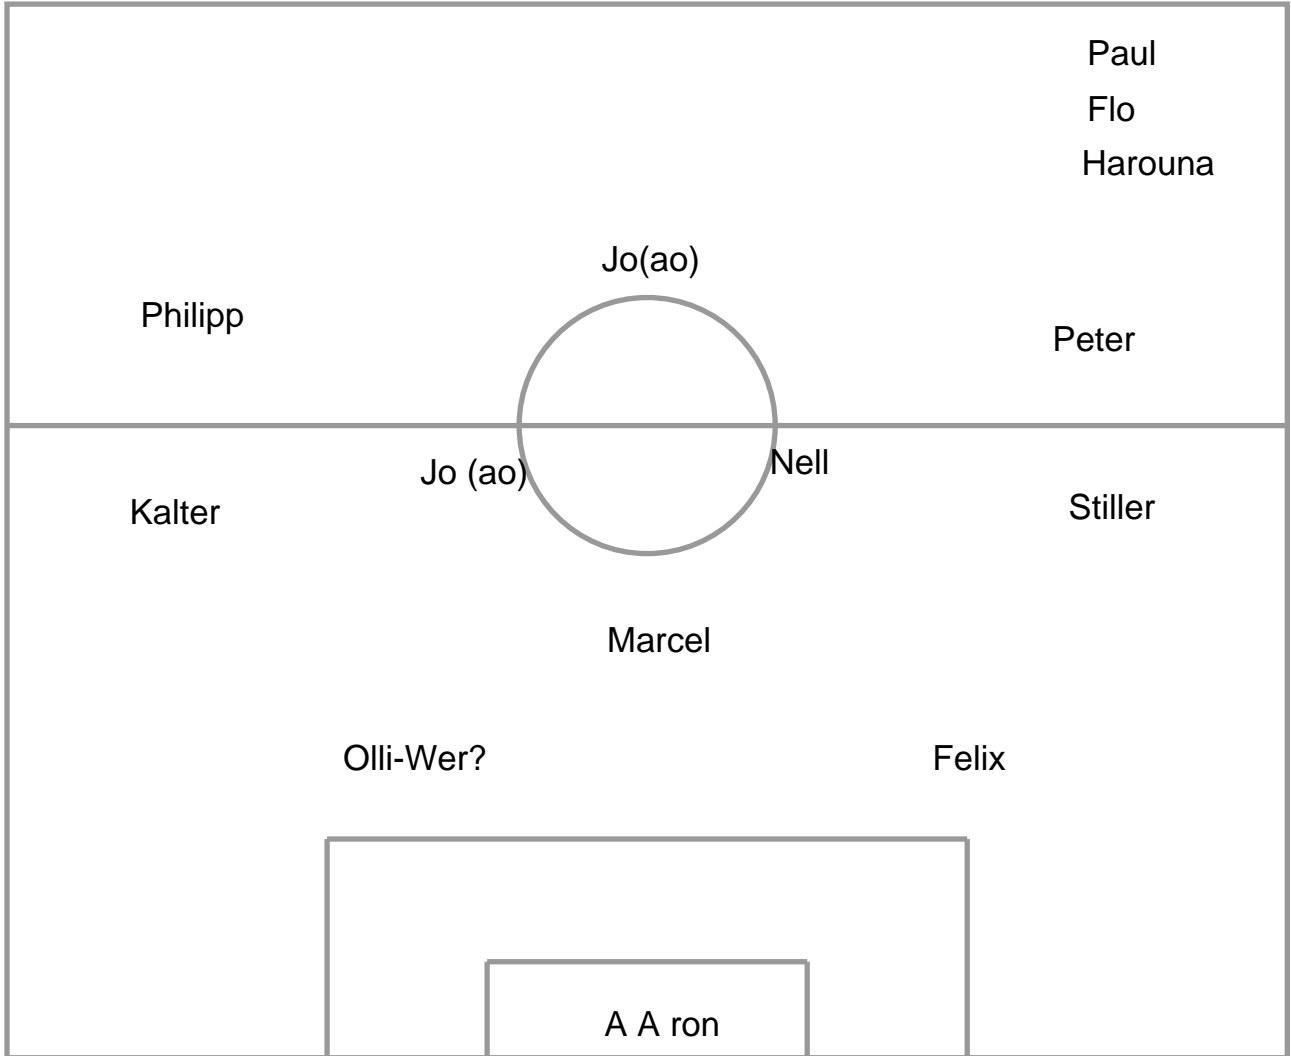 Paul
Flo
Harouna
Jo(ao)
Philipp
Peter
Jo (ao)
Nell
Kalter
Stiller
Marcel
Olli-Wer?
Felix
A A ron